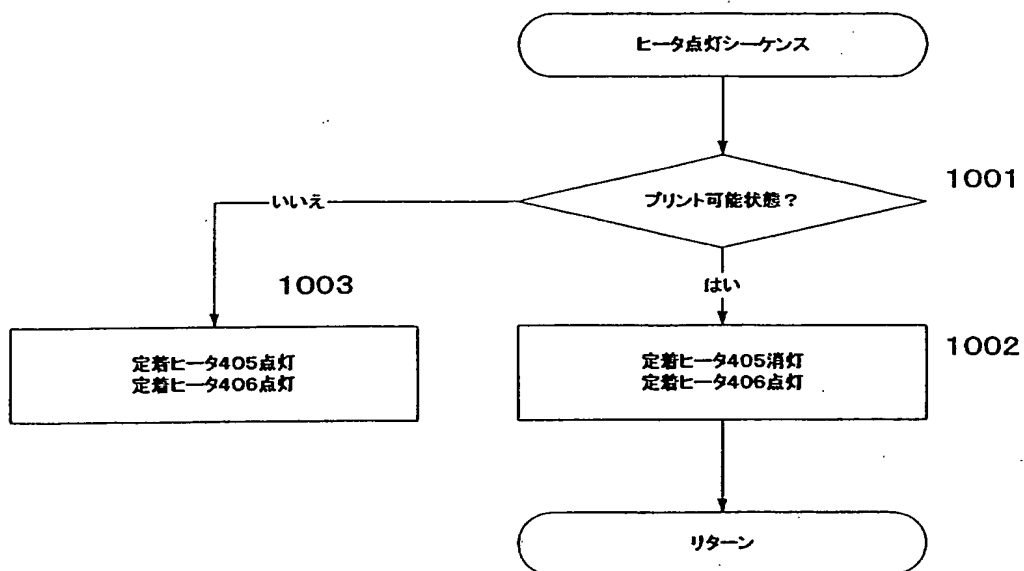 ヒータ点灯シーケンス
プリント可能状態？
1001
いいえ
はい
1003
定着ヒータ405点灯
定着ヒータ406点灯
1002
定着ヒータ405消灯
定着ヒータ406点灯
リターン